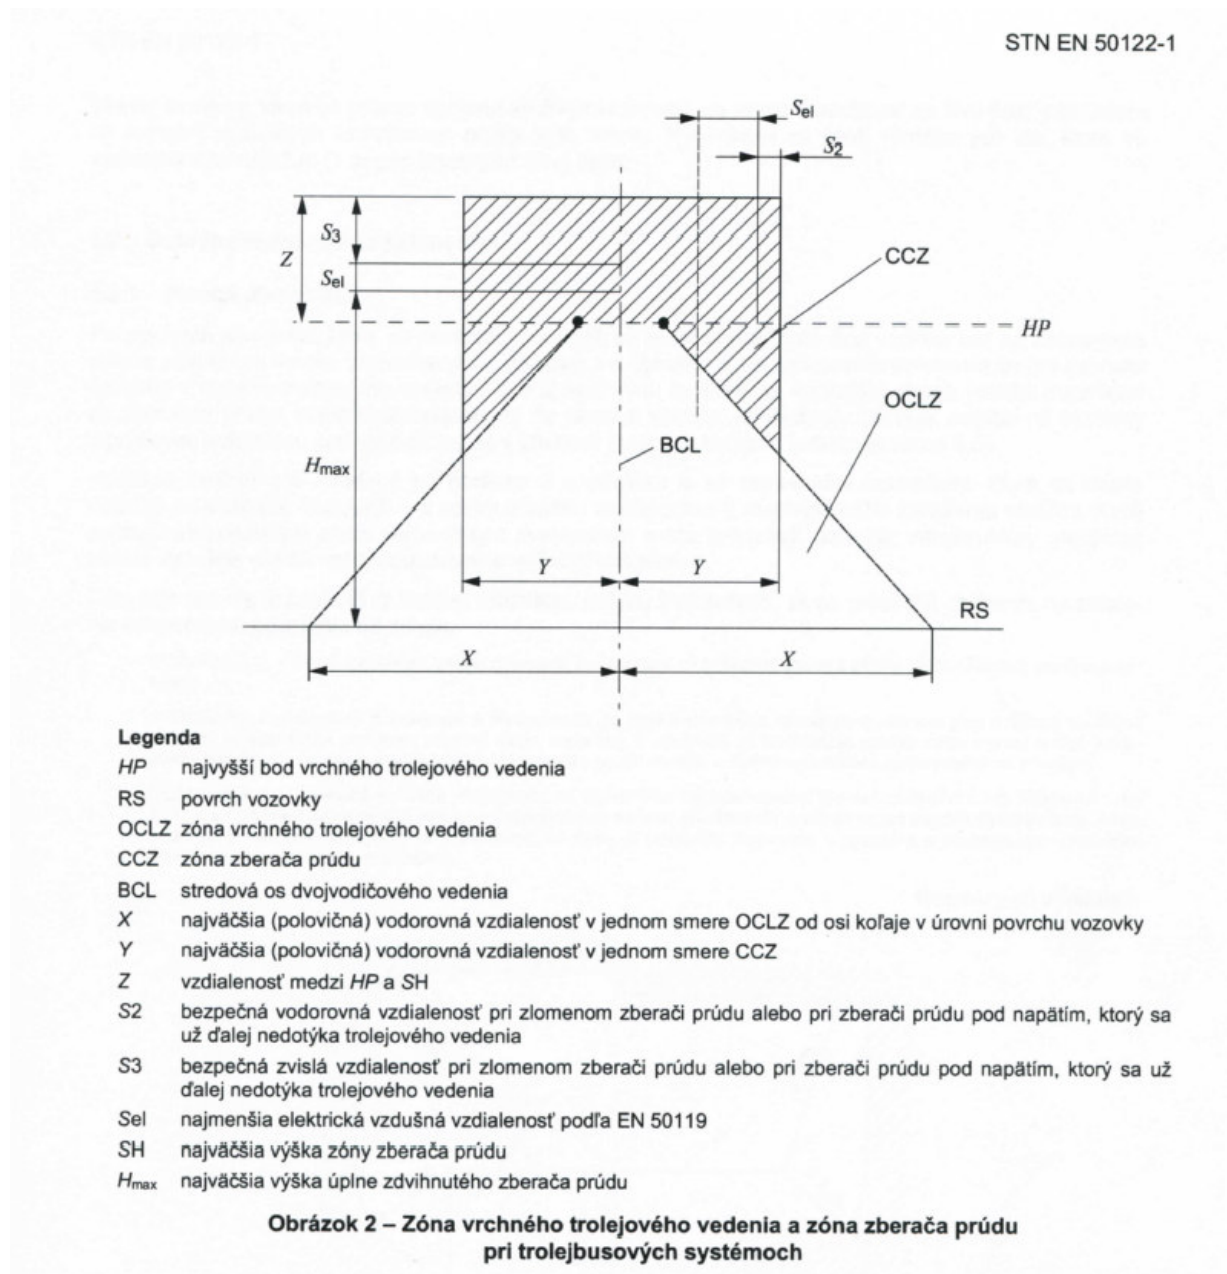 STN EN 50122-1
Sel
S2
S3
Z
Sel
CCZ
HP
OCLZ
BCL
Hmax
Y Y
RS
X X
Legenda
HP najvyšší bod vrchného trolejového vedenia
RS povrch vozovky
OCLZ zóna vrchného trolejového vedenia
CCZ zóna zberača prúdu
BCL stredová os dvojvodičového vedenia
X najväčšia (polovičná) vodorovná vzdialenosť v jednom smere OCLZ od osi koľaje v úrovni povrchu vozovky
Y najväčšia (polovičná) vodorovná vzdialenosť v jednom smere CCZ
Z vzdialenosť medzi HP a SH
S2 bezpečná vodorovná vzdialenosť pri zlomenom zberači prúdu alebo pri zberači prúdu pod napätím, ktorý sa
už ďalej nedotýka trolejového vedenia
S3 bezpečná zvislá vzdialenosť pri zlomenom zberači prúdu alebo pri zberači prúdu pod napätím, ktorý sa už
ďalej nedotýka trolejového vedenia
Sel najmenšia elektrická vzdušná vzdialenosť podľa EN 50119
SH najväčšia výška zóny zberača prúdu
Hmax najväčšia výška úplne zdvihnutého zberača prúdu
Obrázok 2 – Zóna vrchného trolejového vedenia a zóna zberača prúdu
pri trolejbusových systémoch